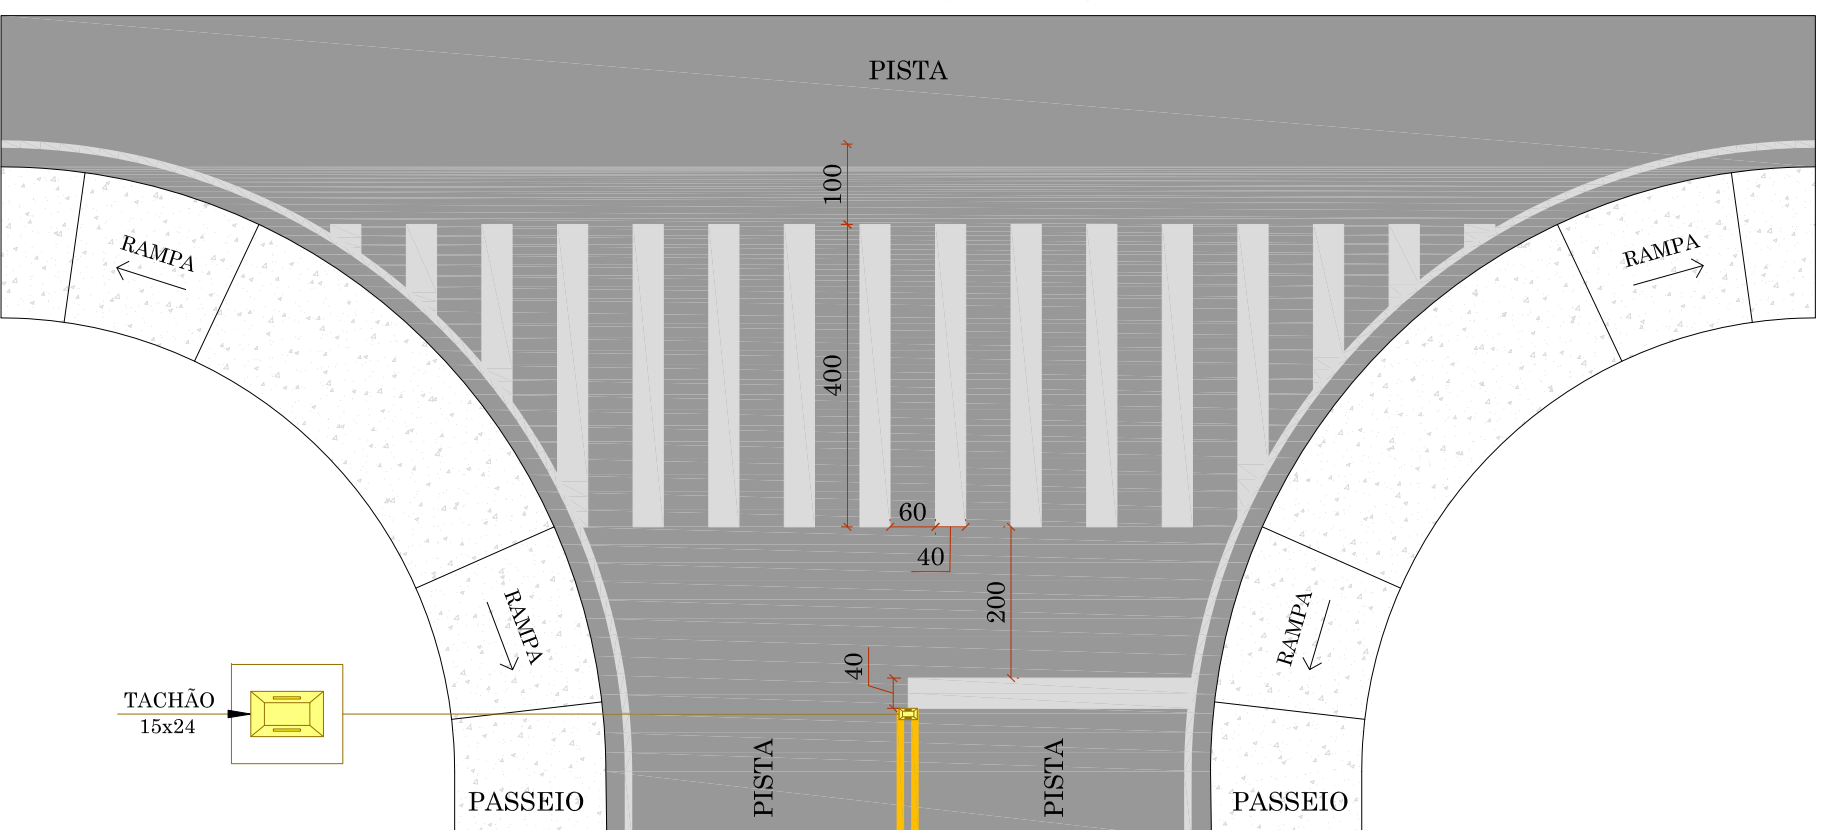 PISTA
100
RAMPA
RAMPA
400
60
40
200
RAMPA
RAMPA
40
TACHÃO
15x24
PISTA
PISTA
PASSEIO
PASSEIO